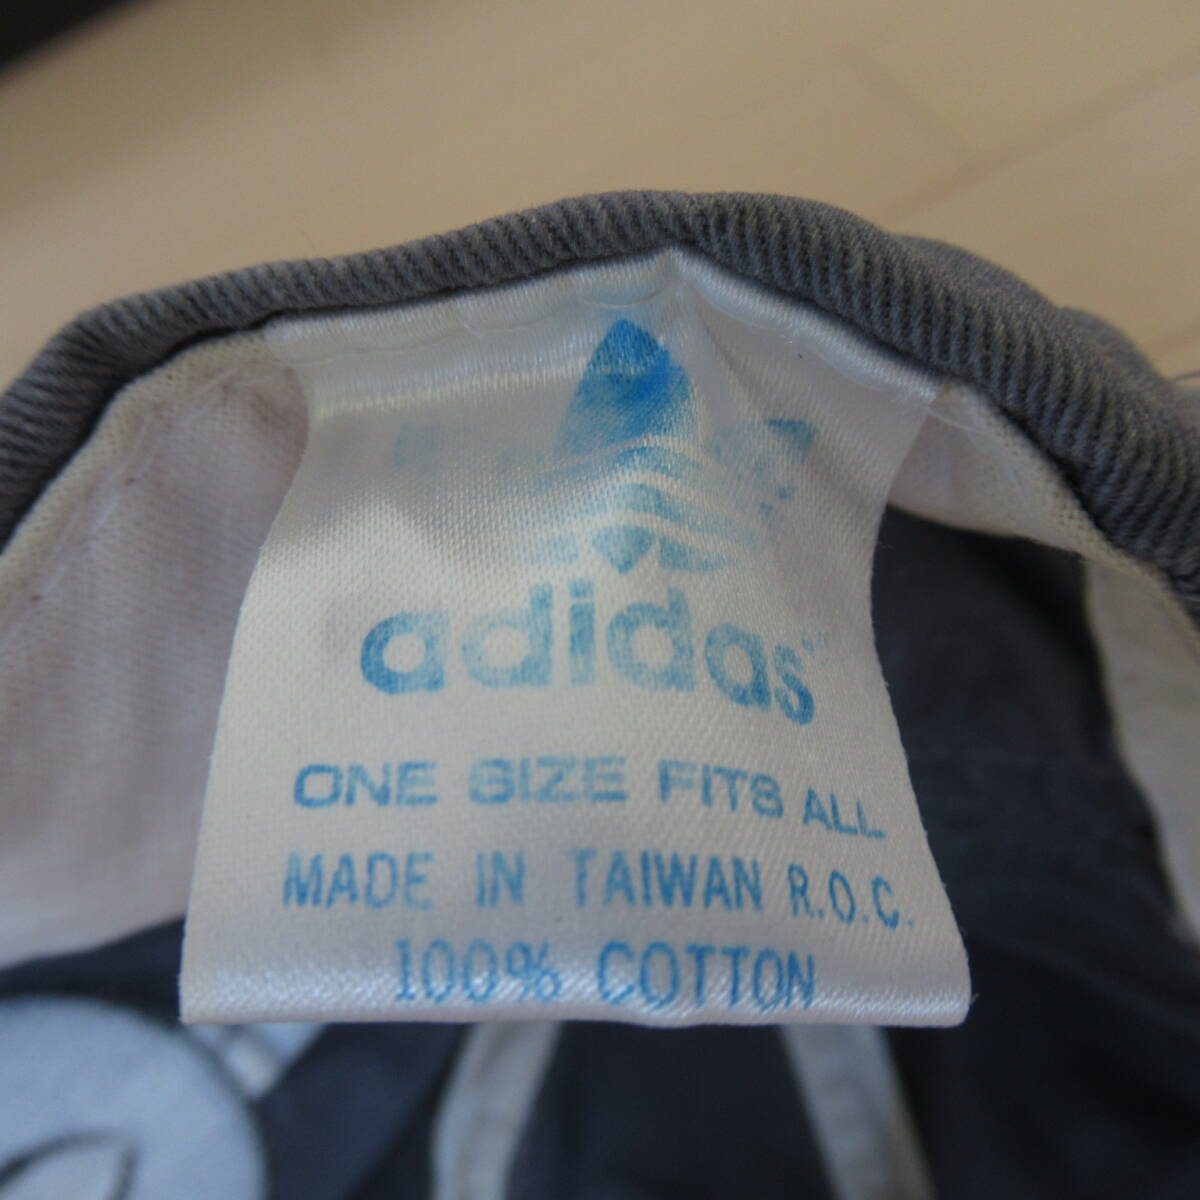 adidas
ONE SIZE FITS ALL
MADE IN TAIWAN R.O.C.
100% COTTON